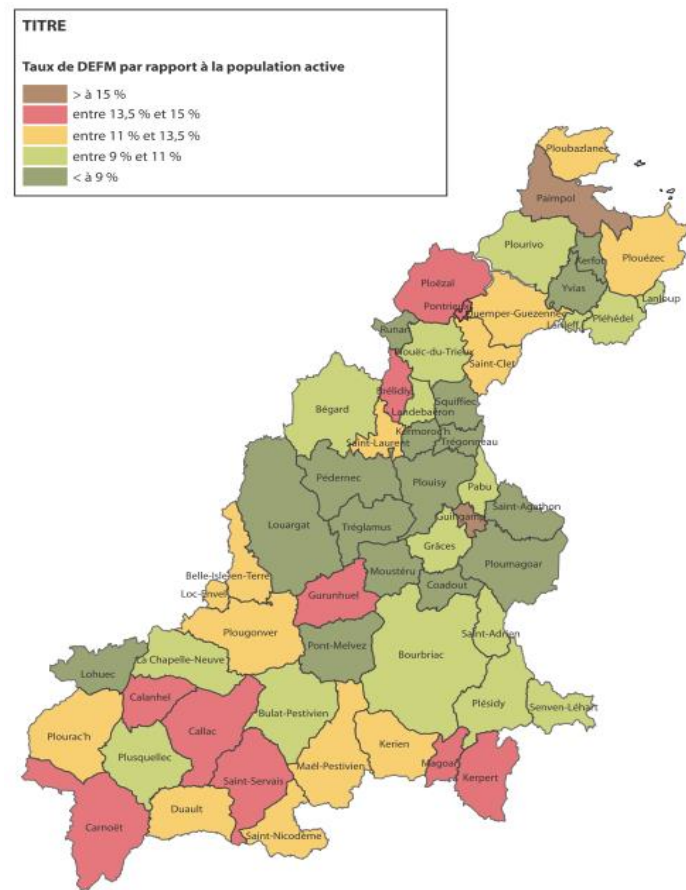 TITRE
Taux de DEFM par rapport à la population active
> à 15 %
entre 13,5 % et 15 %
entre 11 % et 13,5 %
entre 9 % et 11 %
< à 9 %
Ploubazlanec
Paimpol
Plourivo
Kerfot
Plouézec
Yvias
Lanloup
Ploëzal
Pontrieux
Quemper-Guezennec
Lanleff
Pléhédel
Runan
Plouëc-du-Trieux
Saint-Clet
Brélidy
Bégard
Landebaëron
Squiffiec
Kermoroc'h
Saint-Laurent
Trégonneau
Pédernec
Plouisy
Pabu
Saint-Agathon
Louargat
Tréglamus
Guingamp
Grâces
Ploumagoar
Belle-Isle-en-Terre
Moustéru
Coadout
Loc-Envel
Gurunhuel
Plougonver
Saint-Adrien
Pont-Melvez
Bourbriac
La Chapelle-Neuve
Lohuec
Calanhel
Bulat-Pestivien
Plésidy
Senven-Léhart
Callac
Plourac'h
Plusquellec
Kerien
Maël-Pestivien
Magoar
Saint-Servais
Kerpert
Duault
Carnoët
Saint-Nicodème